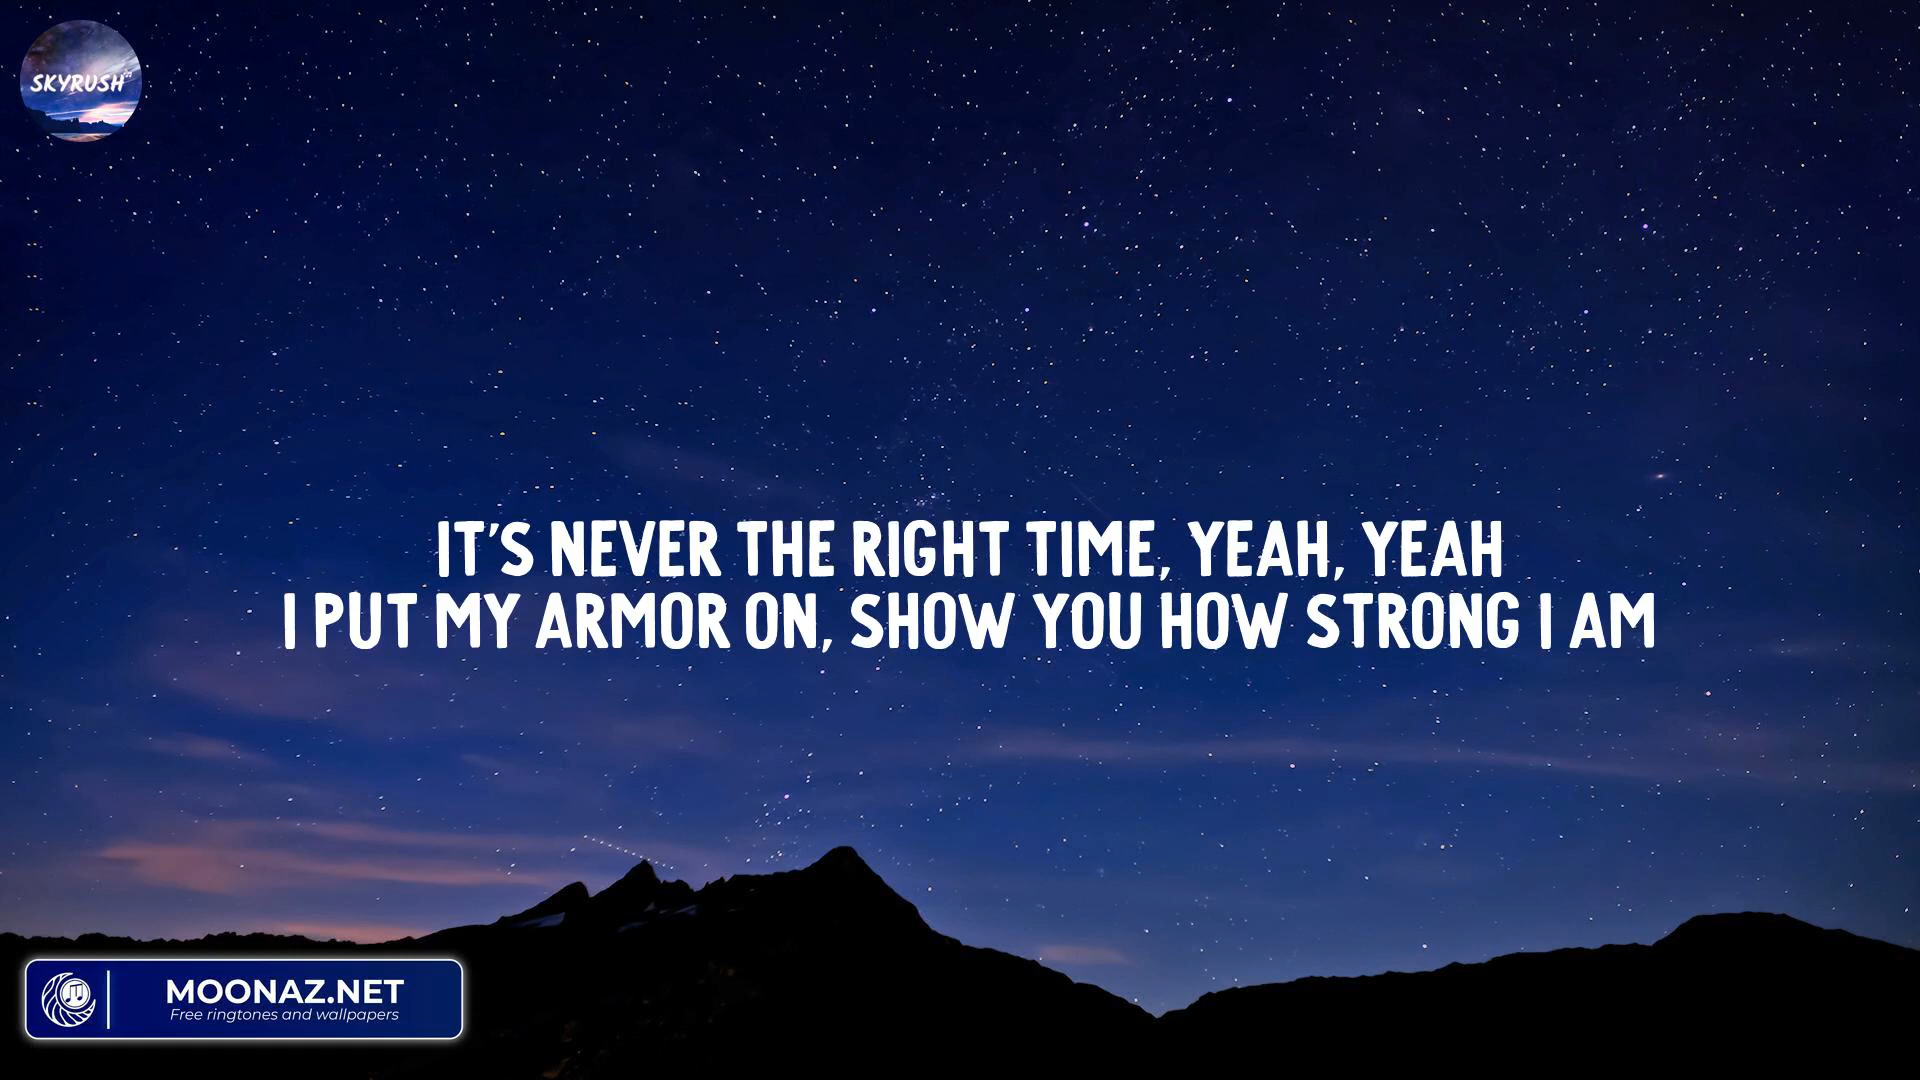 SKYRUSH
IT'S NEVER THE RIGHT TIME, YEAH, YEAH
I PUT MY ARMOR ON, SHOW YOU HOW STRONG I AM
MOONAZ.NET
Free ringtones and wallpapers